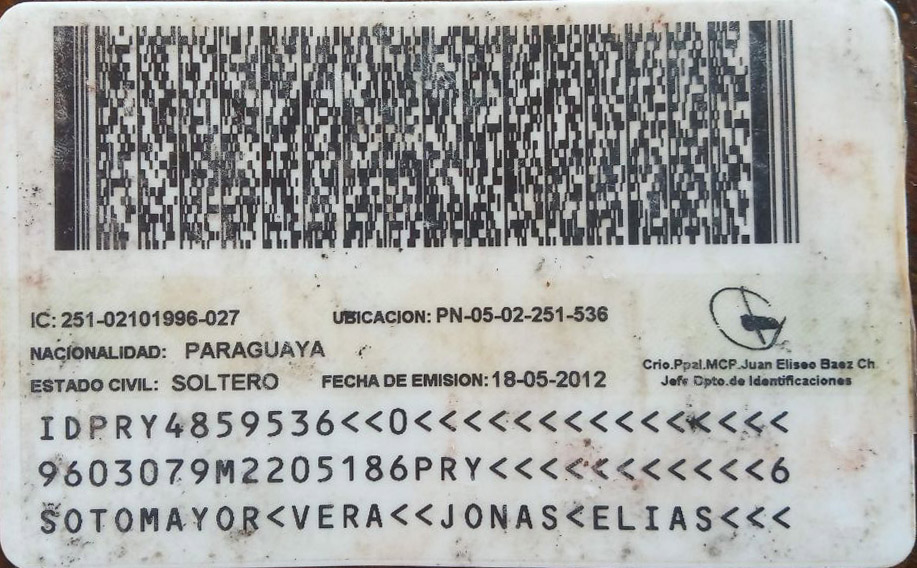 IC: 251-02101996-027
UBICACION: PN-05-02-251-536
NACIONALIDAD: PARAGUAYA
ESTADO CIVIL: SOLTERO
FECHA DE EMISION: 18-05-2012
Crio.Ppal.MCP.Juan Eliseo Baez Ch
Jefe Dpto.de Identificaciones
IDPRY4859536<<0<<<<<<<<<<<<<<<
9603079M2205186PRY<<<<<<<<<<<6
SOTOMAYOR<VERA<<JONAS<ELIAS<<<